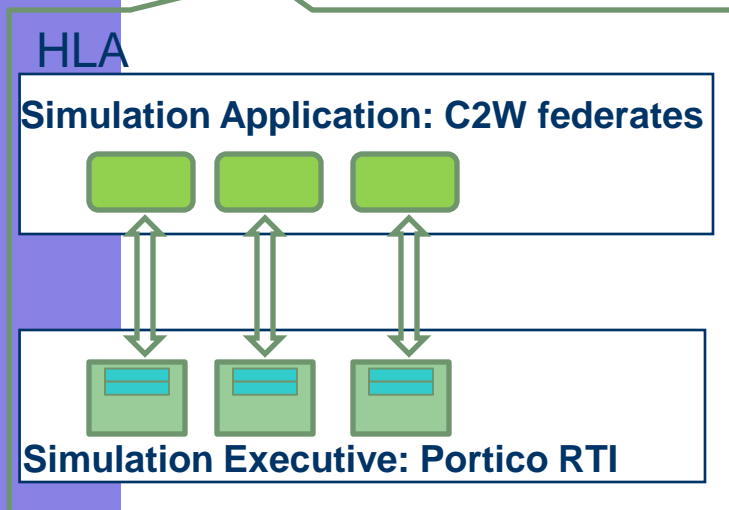 HLA
Simulation Application: C2W federates
Simulation Executive: Portico RTI